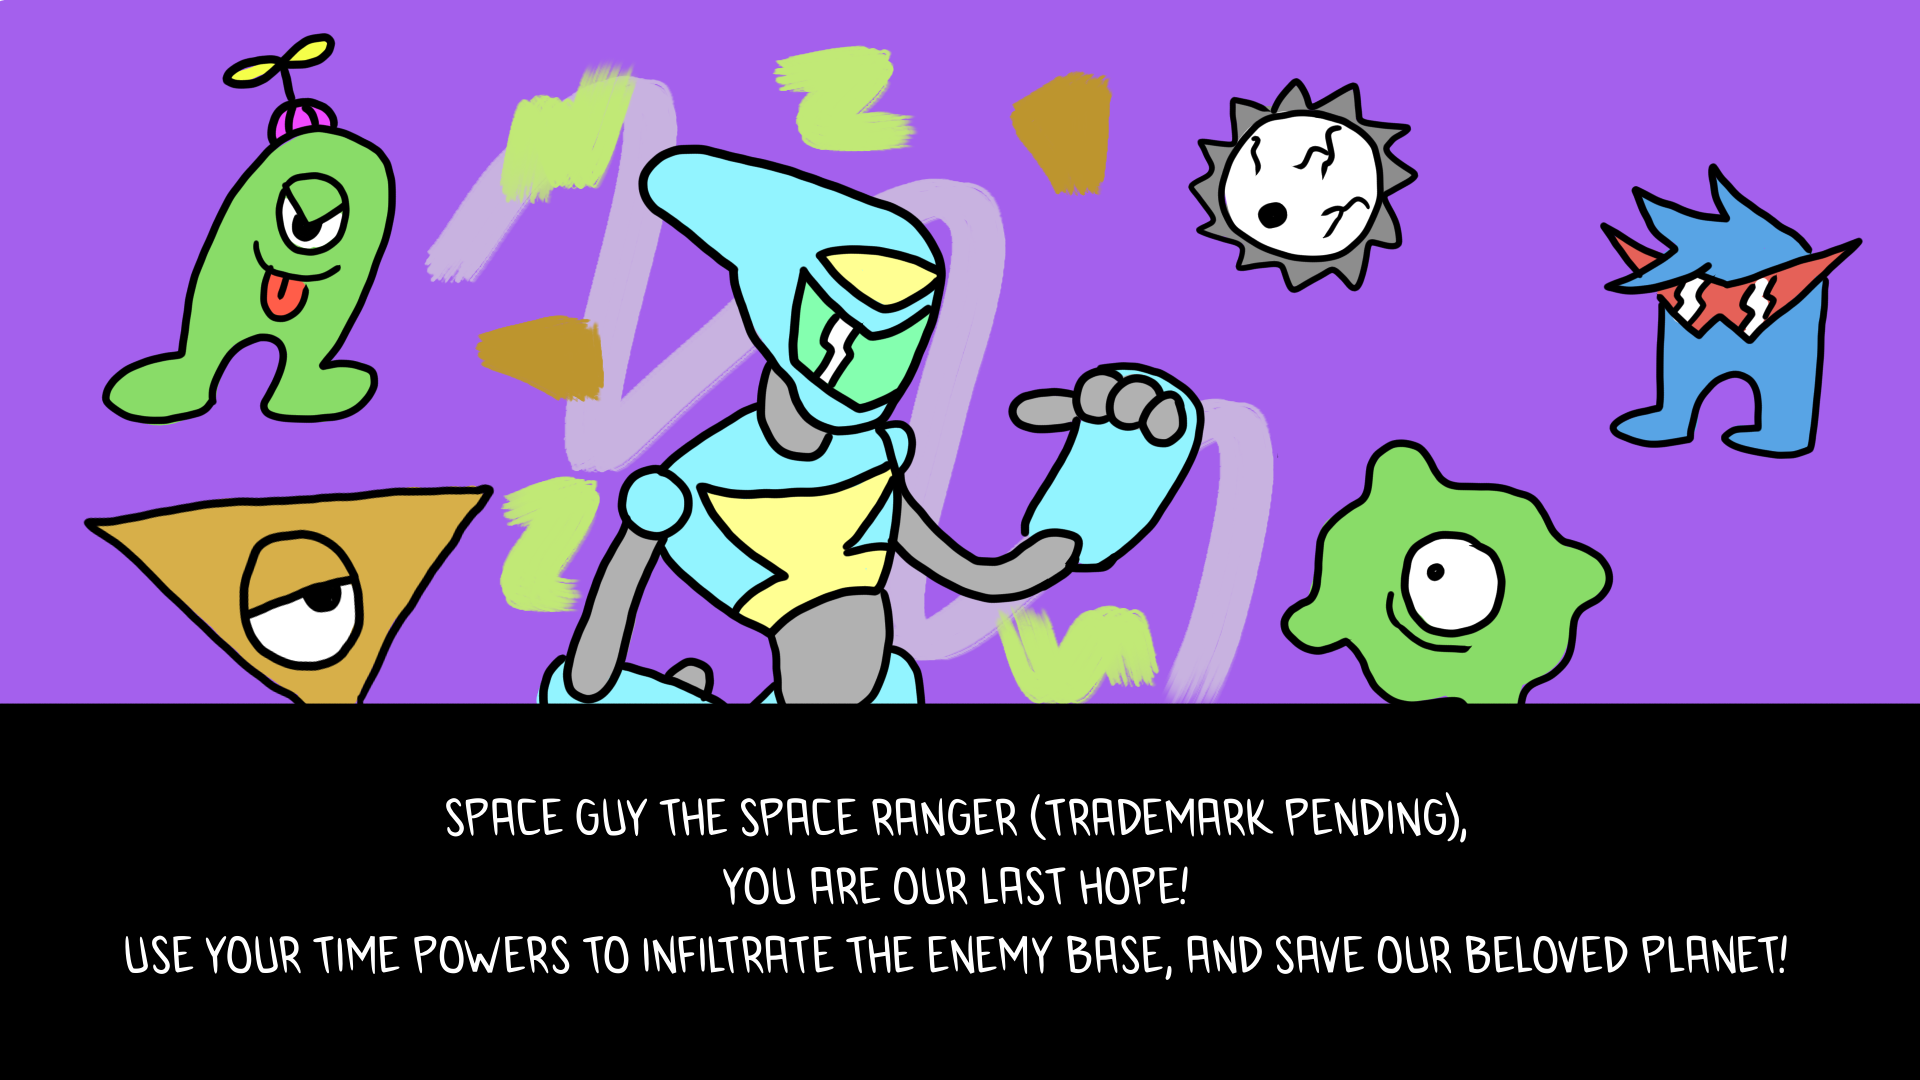 SPACE GUY THE SPACE RANGER (TRADEMARK PENDING),
YOU ARE OUR LAST HOPE!
USE YOUR TIME POWERS TO INFILTRATE THE ENEMY BASE, AND SAVE OUR BELOVED PLANET!